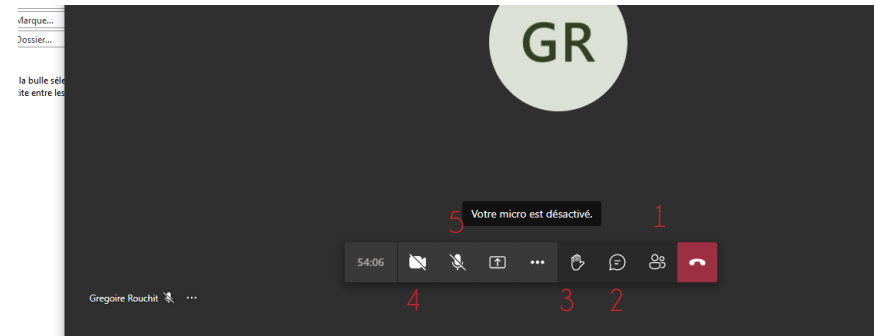 Marque...
Dossier...
la bulle séle
ite entre les
GR
Votre micro est désactivé.
5
1
54:06
4
3
2
Gregoire Rouchit